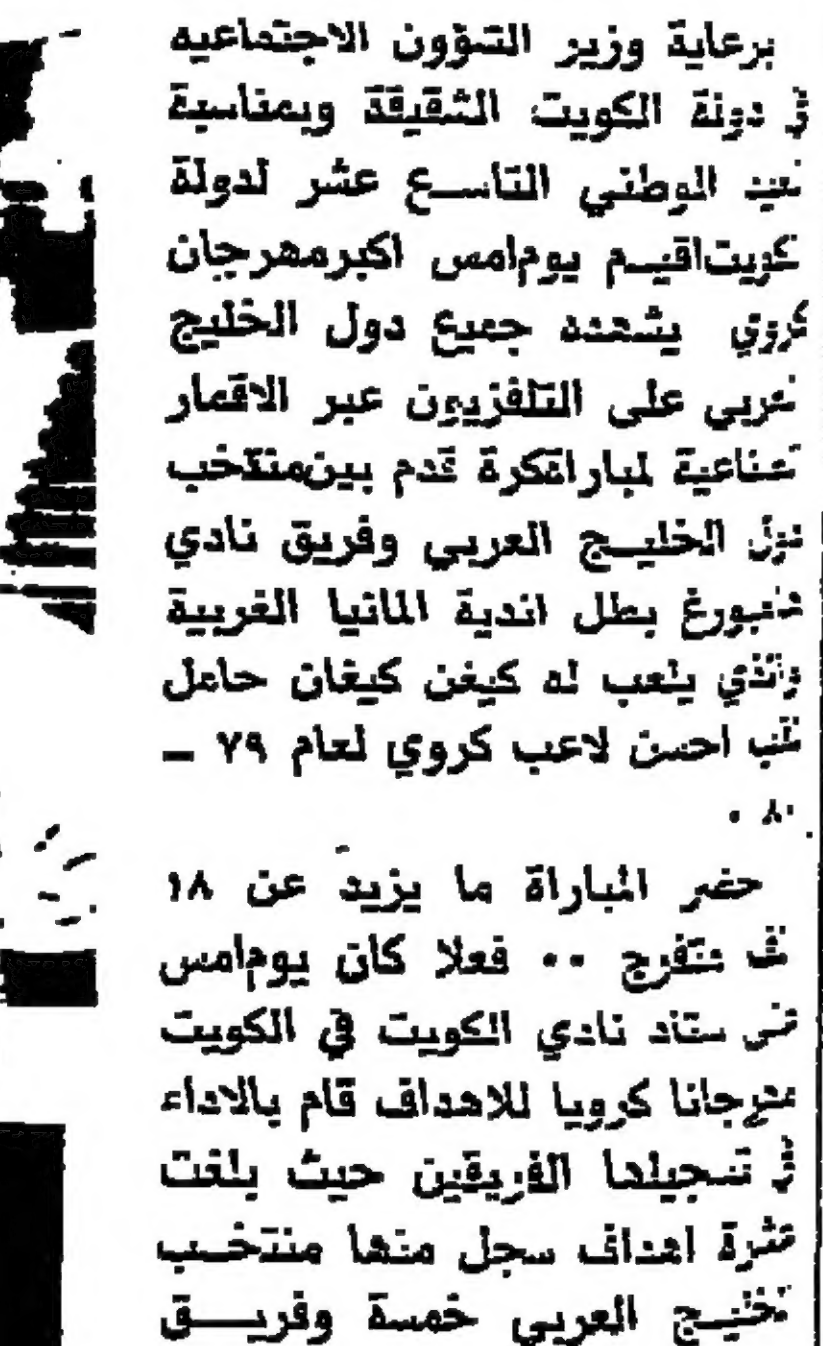 برعاية وزير الشؤون الاجتماعيه
في دولة الكويت الشقيقة وبمناسبة
العيد الوطني التاسع عشر لدولة
الكويت اقيم يوم امس اكبر مهرجان
كروي يشهده جميع دول الخليج
العربي على التلفزيون عبر الاقمار
الصناعية لمباراة كرة قدم بين منتخب
دول الخليج العربي وفريق نادي
هامبورغ بطل اندية المانيا الغربية
والذي يلعب له كيفن كيغان حامل
لقب احسن لاعب كروي لعام ٧٩ –
٨٠ .
حضر المباراة ما يزيد عن ١٨
الف متفرج .. فعلا كان يوم امس
على ستاد نادي الكويت في الكويت
مهرجانا كرويا للاهداف قام بالاداء
في تسجيلها الفريقين حيث بلغت
عشرة اهداف سجل منها منتخب
الخليج العربي خمسة وفريق